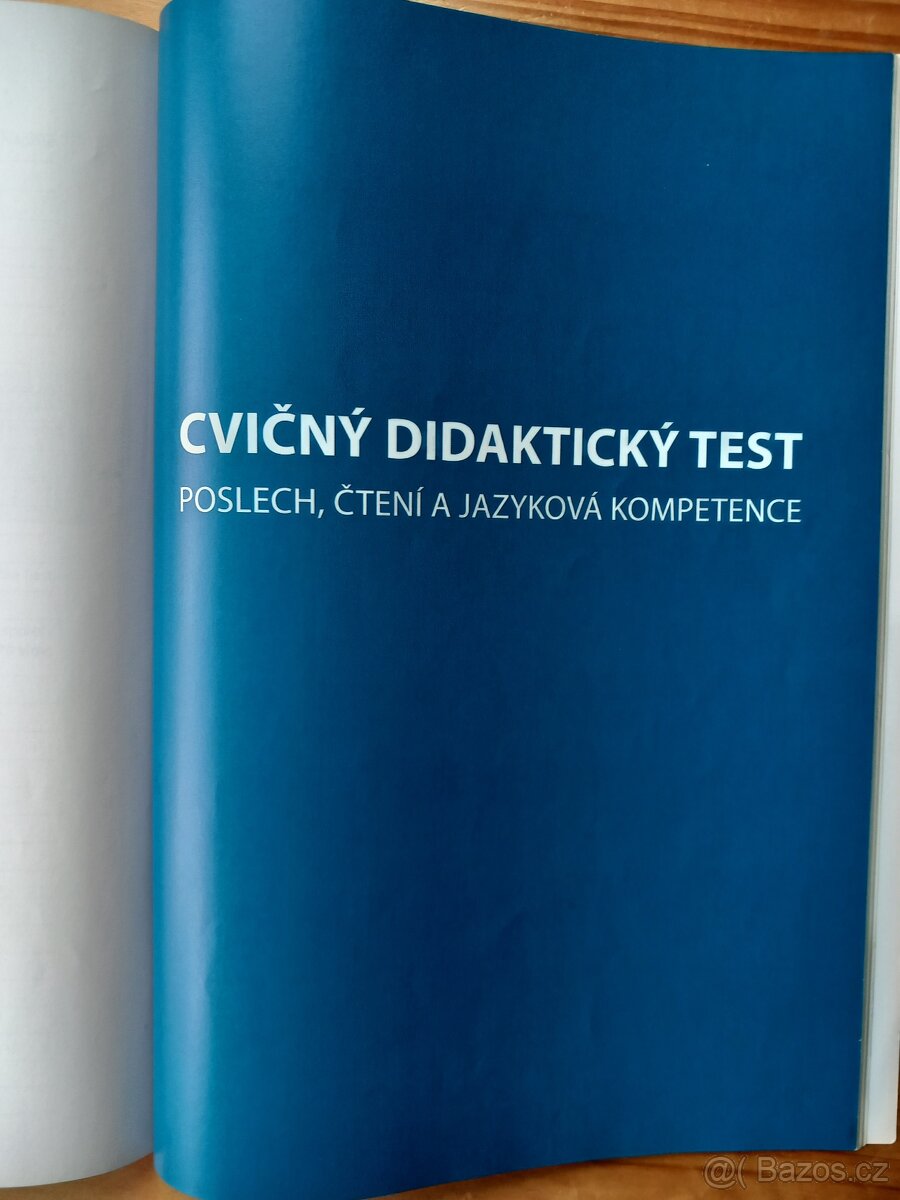 CVIČNÝ DIDAKTICKÝ TEST
POSLECH, ČTENÍ A JAZYKOVÁ KOMPETENCE
@( Bazos.cz